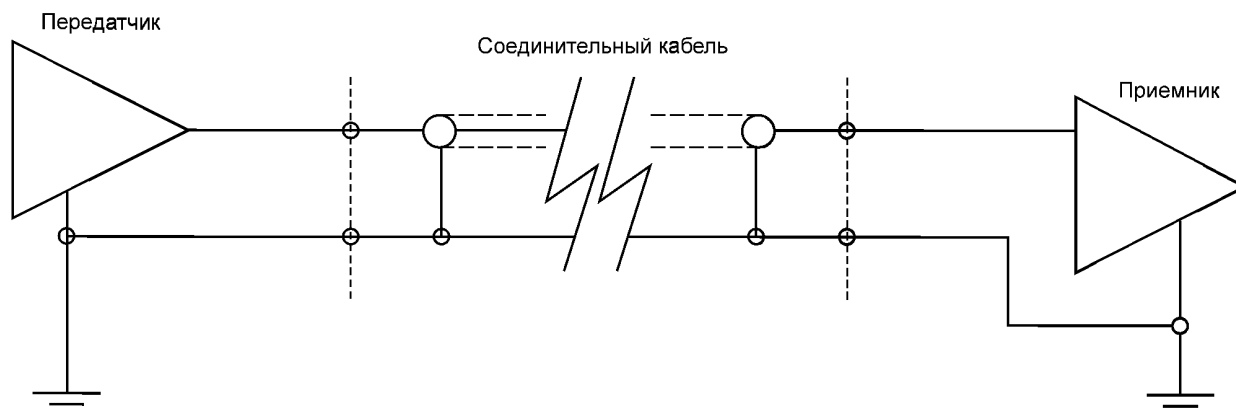 Передатчик
Соединительный кабель
Приемник